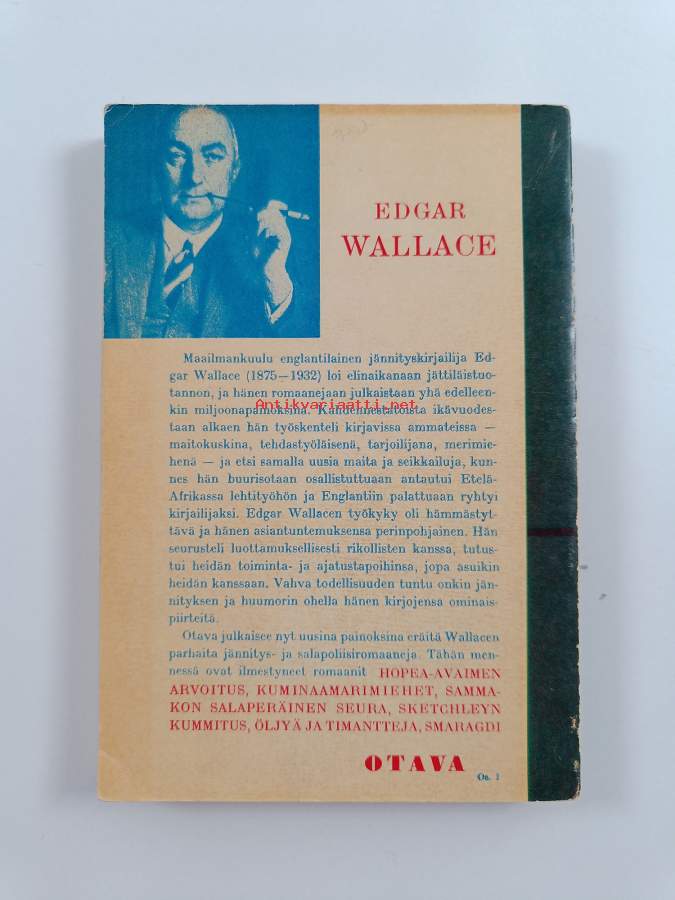 EDGAR
WALLACE
Maailmankuulu englantilainen jännityskirjailija Ed-
gar Wallace (1875—1932) loi elinaikanaan jättiläistuo-
tannon, ja hänen romaanejaan julkaistaan yhä edelleen-
kin miljoonapainoksina. Kahdennestatoista ikävuodes-
Antikvariaatti.net
taan alkaen hän työskenteli kirjavissa ammateissa —
maitokuskina, tehdastyöläisenä, tarjoilijana, merimie-
henä — ja etsi samalla uusia maita ja seikkailuja, kun-
nes hän buurisotaan osallistuttuaan antautui Etelä-
Afrikassa lehtityöhön ja Englantiin palattuaan ryhtyi
kirjailijaksi. Edgar Wallacen työkyky oli hämmästyt-
tävä ja hänen asiantuntemuksensa perinpohjainen. Hän
seurusteli luottamuksellisesti rikollisten kanssa, tutus-
tui heidän toiminta- ja ajatustapoihinsa, jopa asuikin
heidän kanssaan. Vahva todellisuuden tuntu onkin jän-
nityksen ja huumorin ohella hänen kirjojensa ominais-
piirteitä.
Otava julkaisee nyt uusina painoksina eräitä Wallacen
parhaita jännitys- ja salapoliisiromaaneja. Tähän men-
nessä ovat ilmestyneet romaanit HOPEA-AVAIMEN
ARVOITUS, KUMINAAMARIMIEHET, SAMMA-
KON SALAPERÄINEN SEURA, SKETCHLEYN
KUMMITUS, ÖLJYÄ JA TIMANTTEJA, SMARAGDI
OTAVA
Os. 1